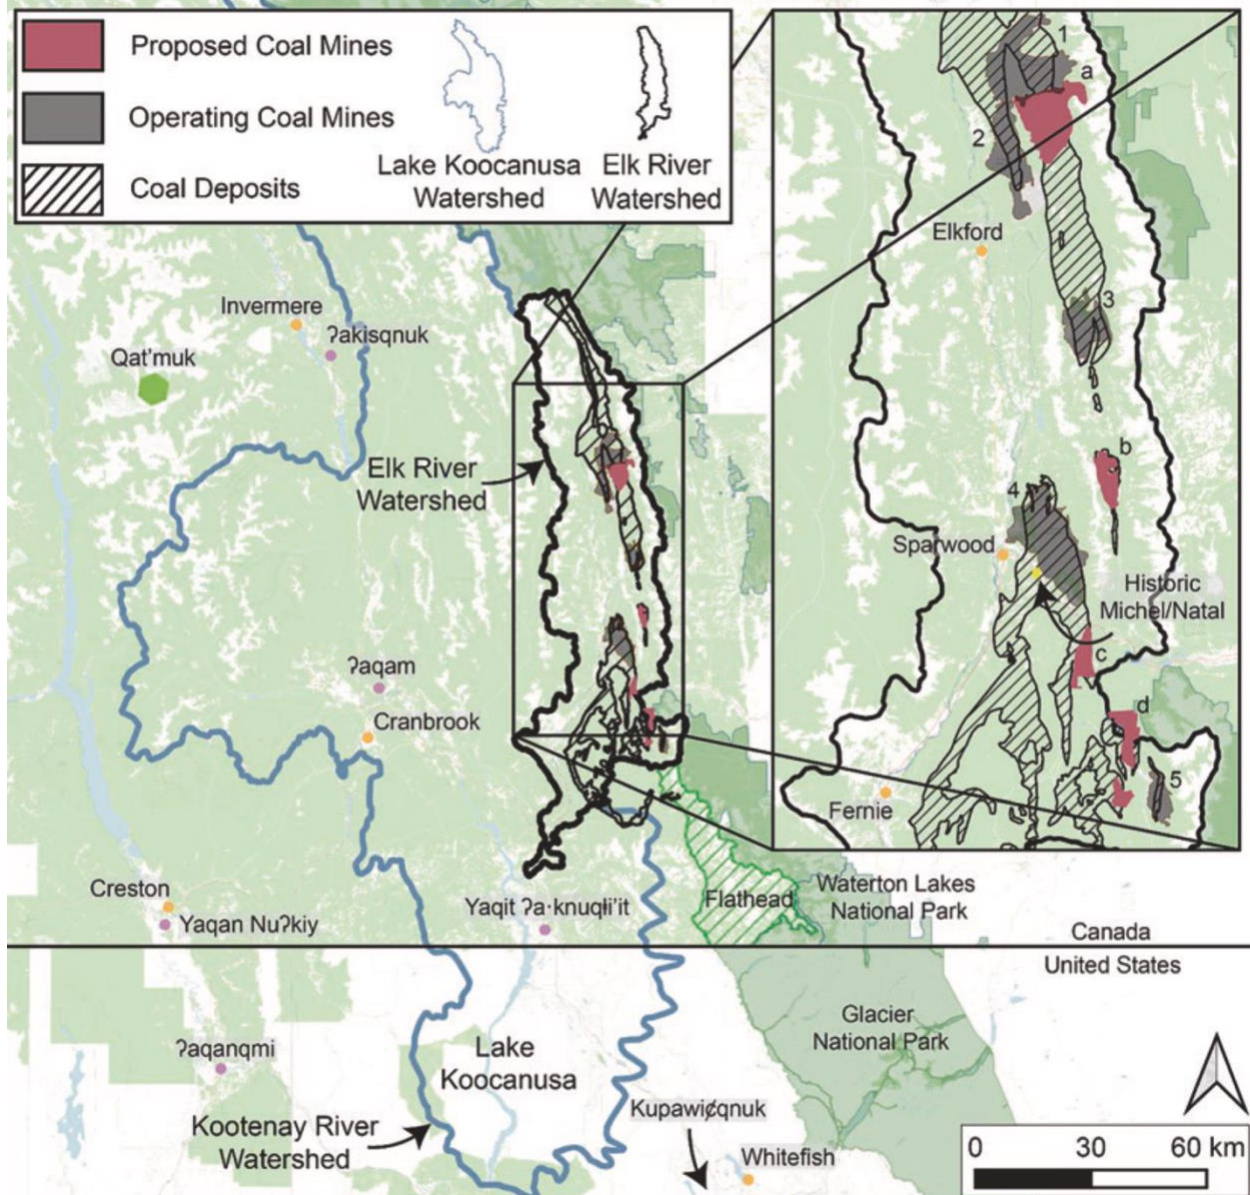 Proposed Coal Mines
Operating Coal Mines
Coal Deposits
Lake Koocanusa
Watershed
Elk River
Watershed
1
a
2
Elkford
3
b
4
Sparwood
Historic
Michel/Natal
c
d
5
Fernie
Invermere
ʔakisqnuk
Qat'muk
Elk River
Watershed
ʔaqam
Cranbrook
Creston
Yaqan Nuʔkiy
Yaqit ʔa·knuqⱡi'it
Flathead
Waterton Lakes
National Park
Canada
United States
Glacier
National Park
ʔaqanqmi
Lake
Koocanusa
Kootenay River
Watershed
Kupawi¢qnuk
Whitefish
0 30 60 km